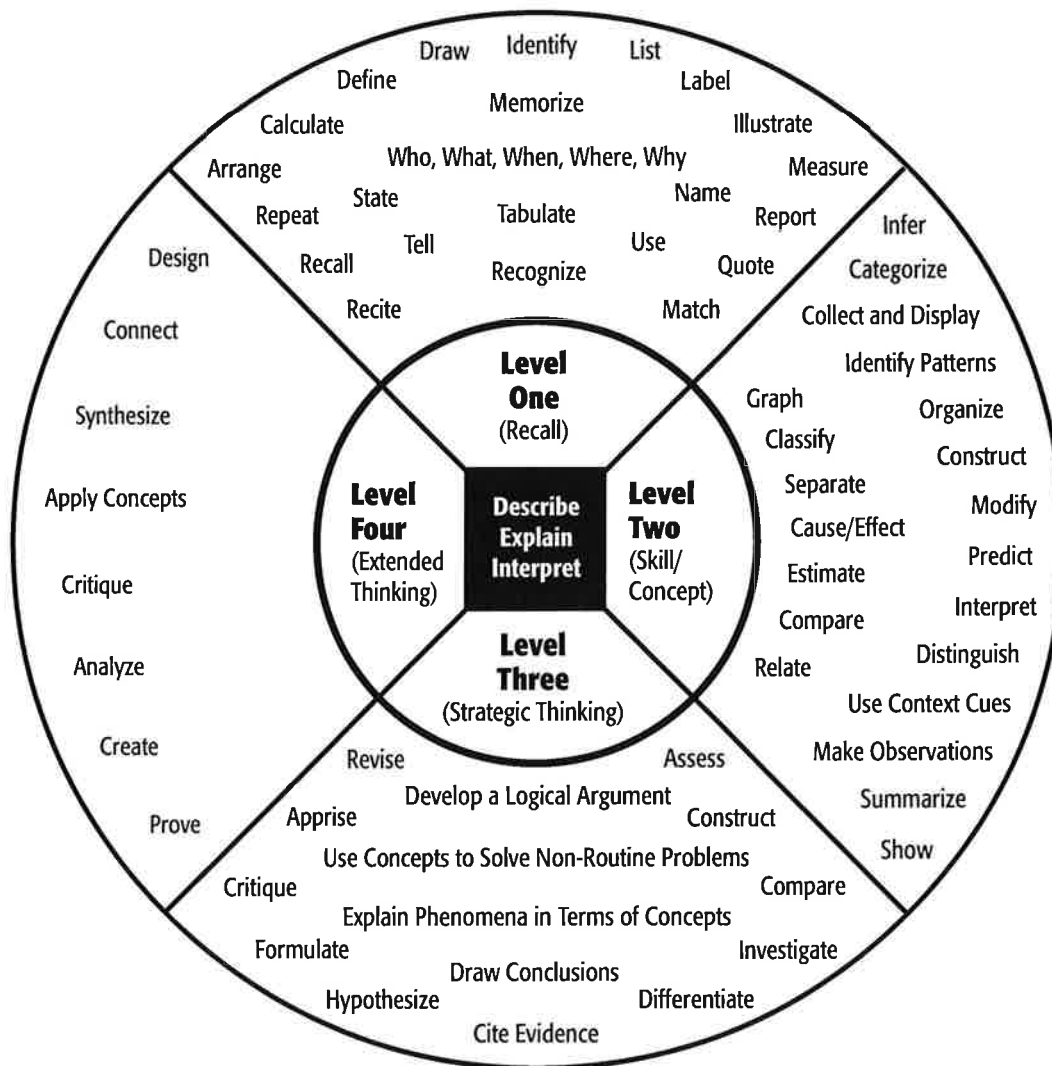 Draw
Identify
List
Define
Label
Memorize
Calculate
Illustrate
Who, What, When, Where, Why
Arrange
Measure
State
Name
Repeat
Tabulate
Report
Tell
Use
Recall
Recognize
Quote
Recite
Match
Infer
Categorize
Collect and Display
Identify Patterns
Graph
Organize
Classify
Construct
Separate
Modify
Cause/Effect
Predict
Estimate
Interpret
Compare
Distinguish
Relate
Use Context Cues
Make Observations
Summarize
Show
Design
Connect
Synthesize
Apply Concepts
Critique
Analyze
Create
Prove
Level
One
(Recall)
Level
Four
(Extended
Thinking)
Describe
Explain
Interpret
Level
Two
(Skill/
Concept)
Level
Three
(Strategic Thinking)
Revise
Assess
Develop a Logical Argument
Apprise
Construct
Use Concepts to Solve Non-Routine Problems
Critique
Compare
Explain Phenomena in Terms of Concepts
Formulate
Investigate
Draw Conclusions
Hypothesize
Differentiate
Cite Evidence